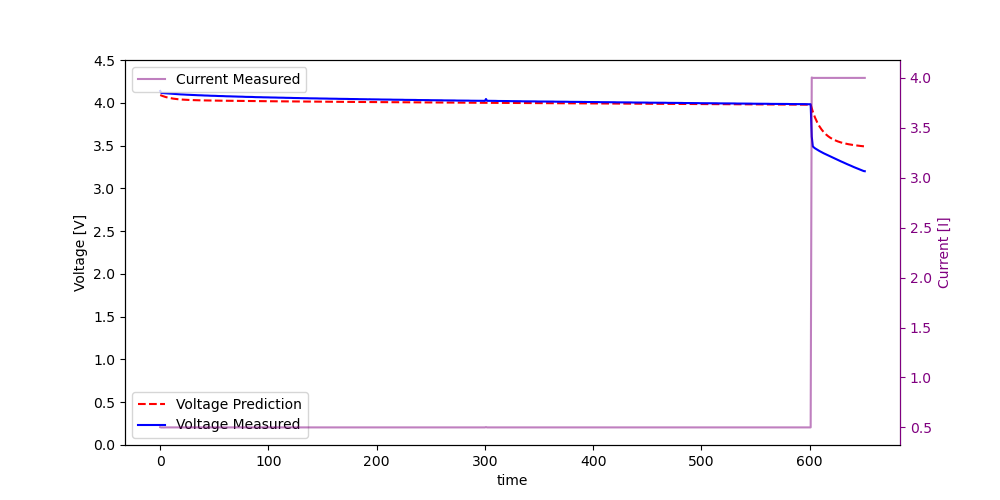 Current Measured
4.5
4.0
3.5
3.0
2.5
2.0
1.5
1.0
0.5
0.0
Voltage [V]
Voltage Prediction
Voltage Measured
4.0
3.5
3.0
2.5
2.0
1.5
1.0
0.5
Current [I]
0 100 200 300 400 500 600
time